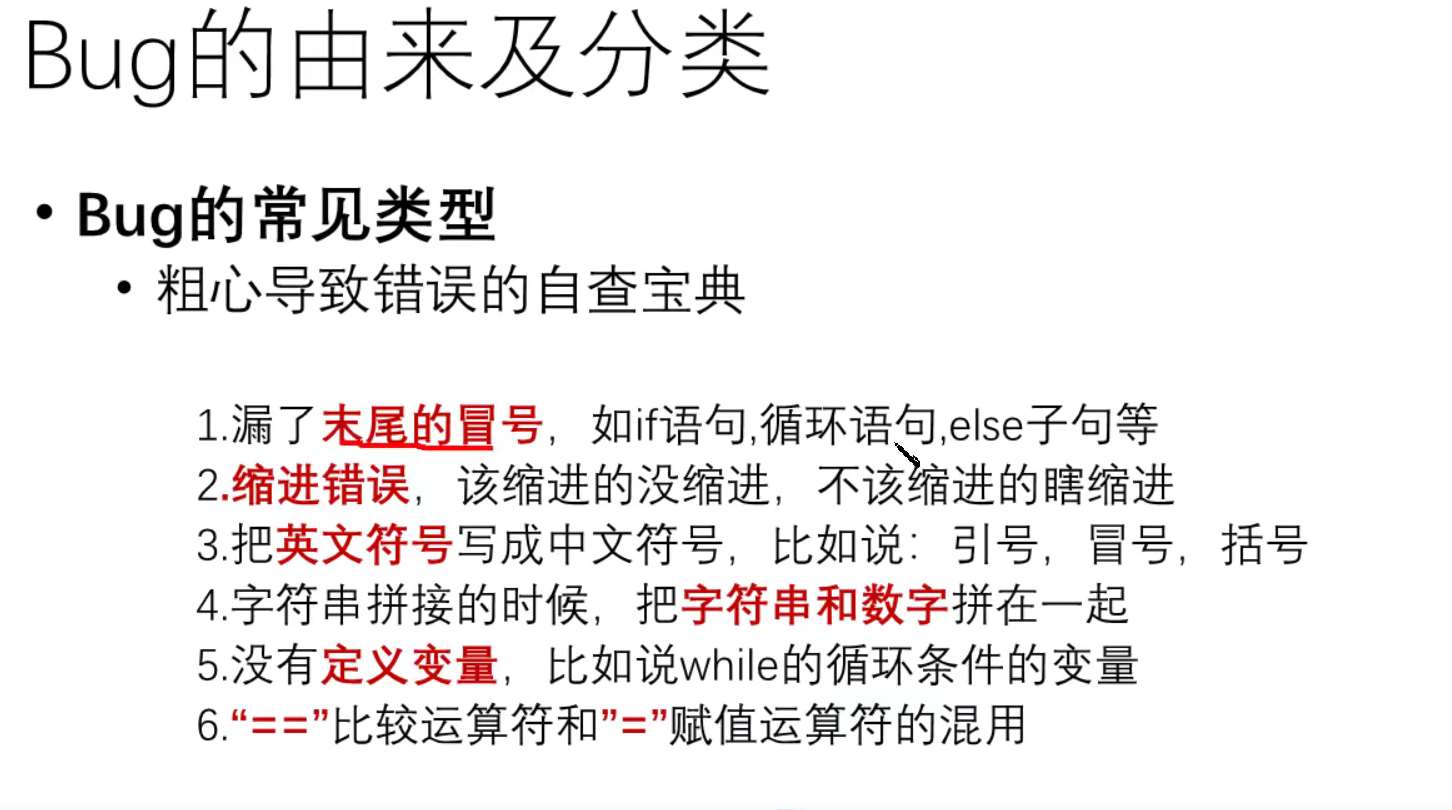 Bug的由来及分类
• Bug的常见类型
• 粗心导致错误的自查宝典
1.漏了末尾的冒号，如if语句,循环语句,else子句等
2.缩进错误，该缩进的没缩进，不该缩进的瞎缩进
3.把英文符号写成中文符号，比如说：引号，冒号，括号
4.字符串拼接的时候，把字符串和数字拼在一起
5.没有定义变量，比如说while的循环条件的变量
6.“==”比较运算符和”=”赋值运算符的混用